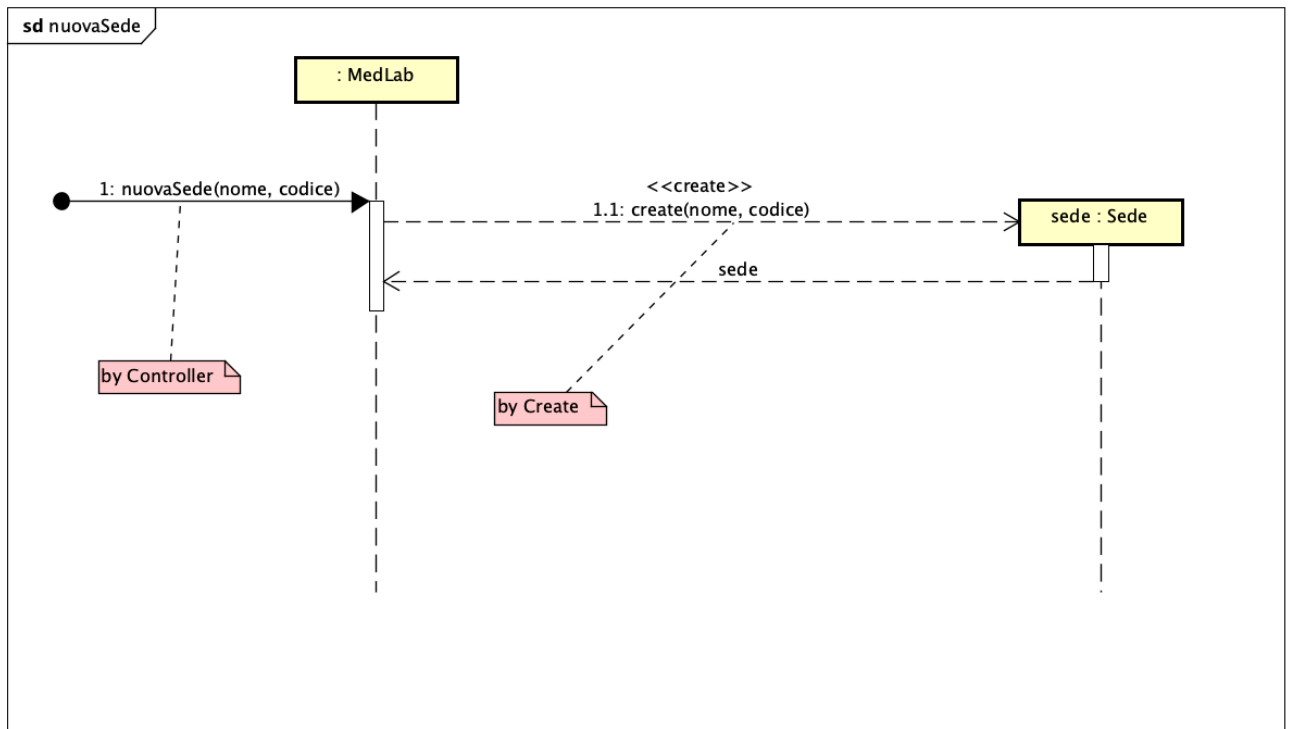 sd nuovaSede
: MedLab
1: nuovaSede(nome, codice)
<<create>>
1.1: create(nome, codice)
sede : Sede
sede
by Controller
by Create